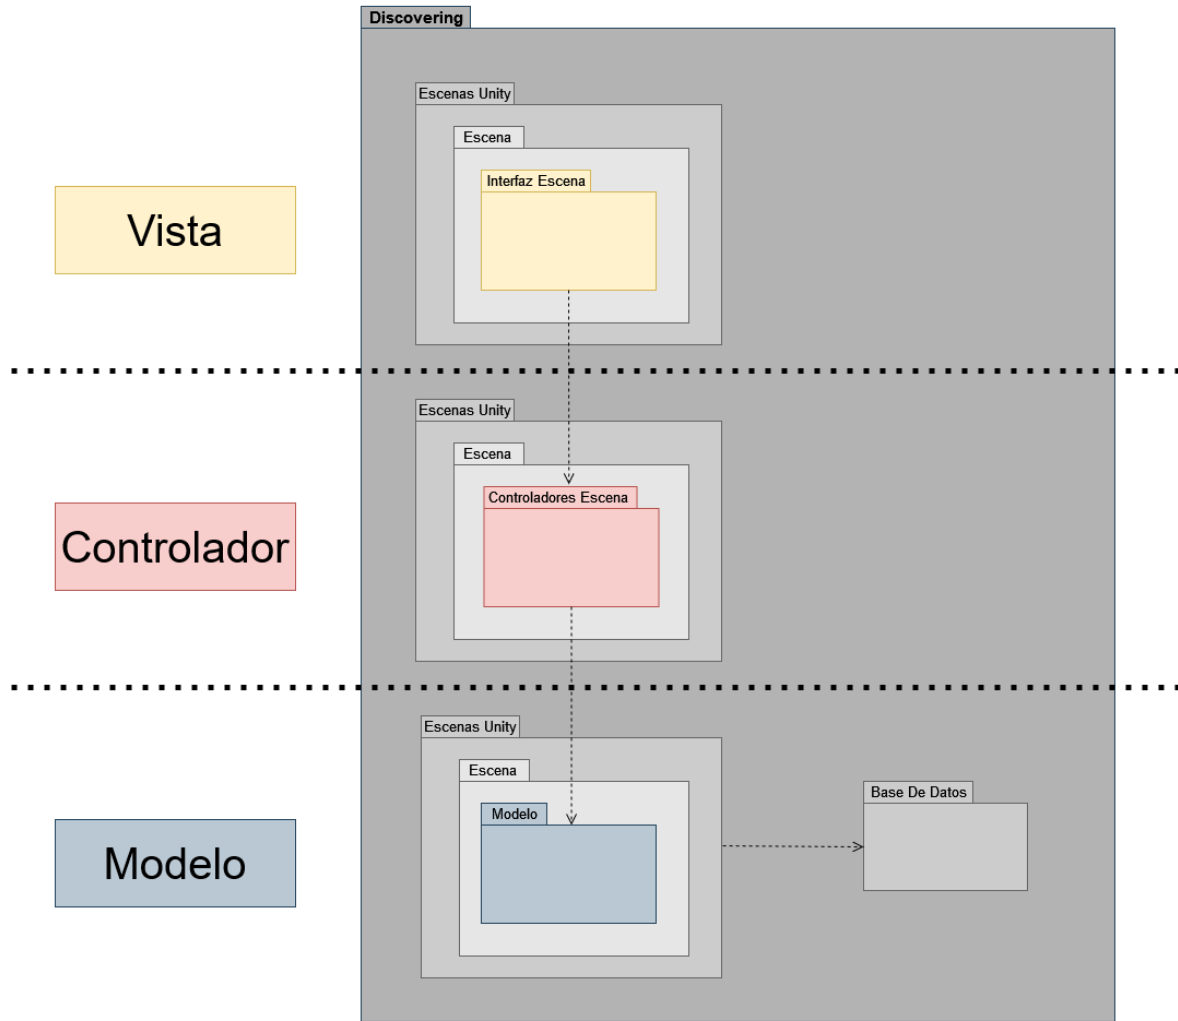 Discovering
Escenas Unity
Escena
Interfaz Escena
Vista
Escenas Unity
Escena
Controladores Escena
Controlador
Escenas Unity
Escena
Base De Datos
Modelo
Modelo